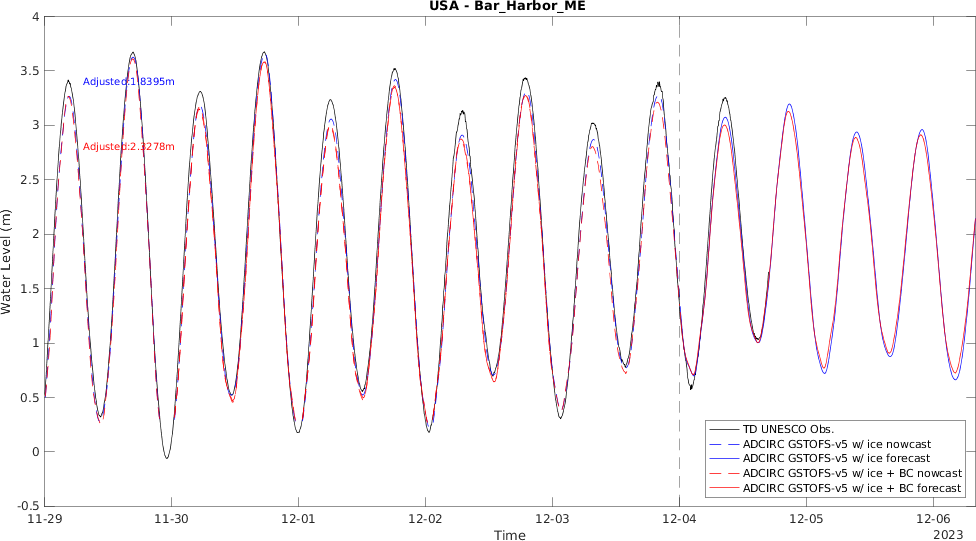 USA - Bar_Harbor_ME
4
3.5
3
2.5
2
1.5
1
0.5
0
-0.5
Water Level (m)
Adjusted:1.8395m
Adjusted:2.3278m
TD UNESCO Obs.
ADCIRC GSTOFS-v5 w/ ice nowcast
ADCIRC GSTOFS-v5 w/ ice forecast
ADCIRC GSTOFS-v5 w/ ice + BC nowcast
ADCIRC GSTOFS-v5 w/ ice + BC forecast
11-29 11-30 12-01 12-02 12-03 12-04 12-05 12-06
Time
2023